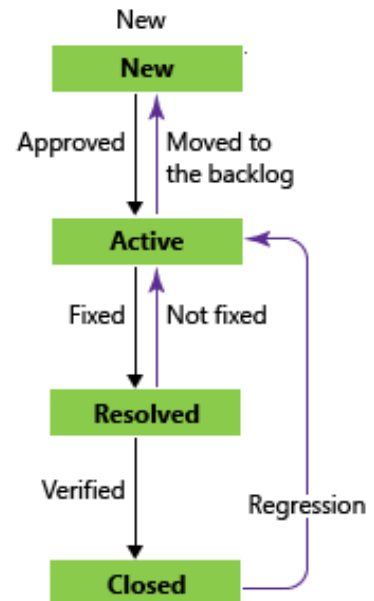 New
New
Approved
Moved to
the backlog
Active
Fixed
Not fixed
Resolved
Verified
Regression
Closed